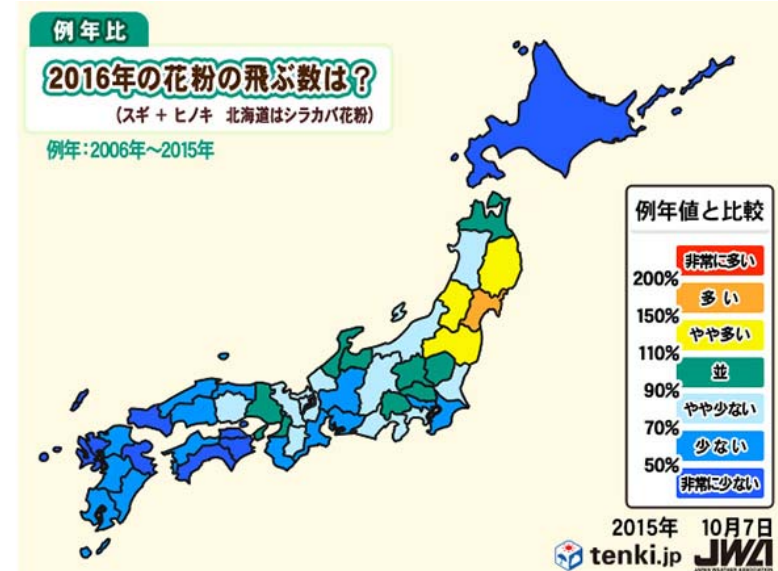 例年比
2016年の花粉の飛ぶ数は？
(スギ + ヒノキ 北海道はシラカバ花粉)
例年：2006年～2015年
例年値と比較
非常に多い
200%
多い
150%
やや多い
110%
並
90%
やや少ない
70%
少ない
50%
非常に少ない
2015年 10月7日
tenki.jp JWA
JAPAN WEATHER ASSOCIATION